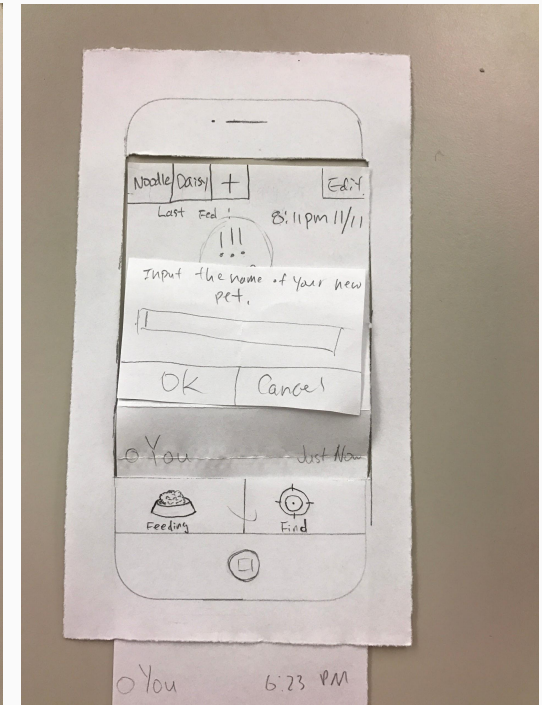 Noodle Daisy + Edit
Last Fed : 8:11pm 11/11
!!!
Input the name of your new
pet.
OK Cancel
You Just Now
Feeding Find
You 6:23 PM